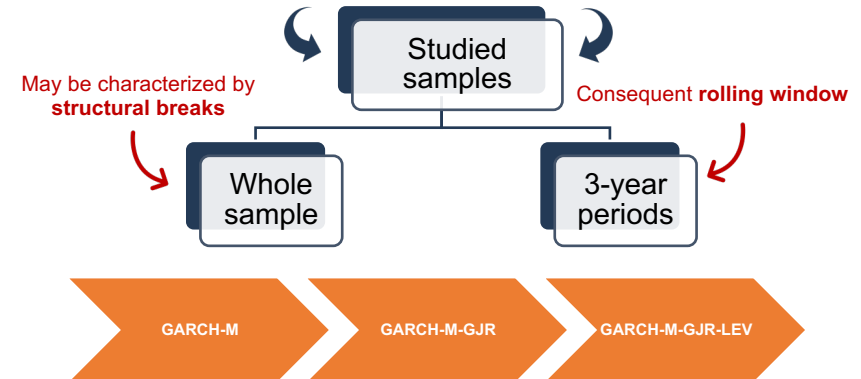 Studied
samples
May be characterized by
structural breaks
Consequent rolling window
Whole
sample
3-year
periods
GARCH-M
GARCH-M-GJR
GARCH-M-GJR-LEV